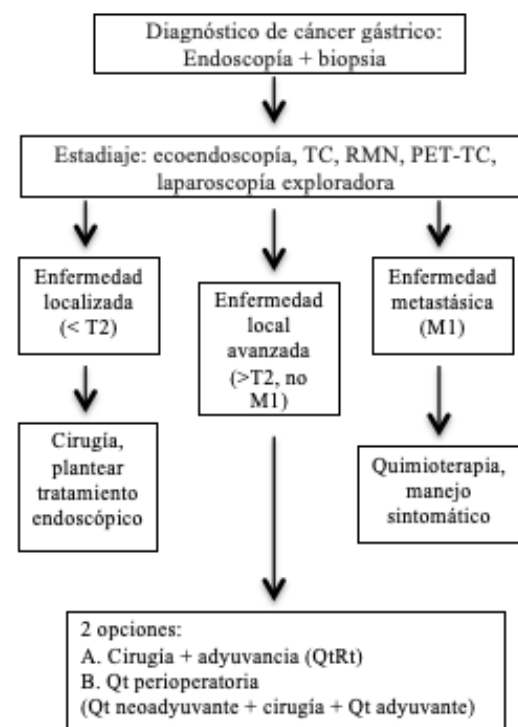 Diagnóstico de cáncer gástrico:
Endoscopía + biopsia
Estadiaje: ecoendoscopía, TC, RMN, PET-TC,
laparoscopía exploradora
Enfermedad
localizada
(< T2)
Enfermedad
local
avanzada
(>T2, no
M1)
Enfermedad
metastásica
(M1)
Cirugía,
plantear
tratamiento
endoscópico
Quimioterapia,
manejo
sintomático
2 opciones:
A. Cirugía + adyuvancia (QtRt)
B. Qt perioperatoria
(Qt neoadyuvante + cirugía + Qt adyuvante)